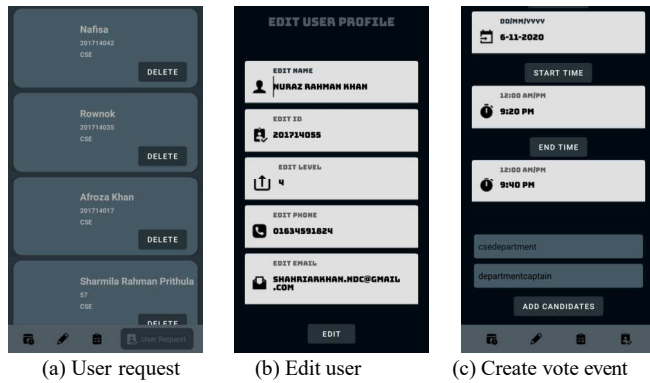 Nafisa
201714042
CSE
DELETE
Rownok
201714035
CSE
DELETE
Afroza Khan
201714017
CSE
DELETE
Sharmila Rahman Prithula
57
CSE
DELETE
User Request
(a) User request
EDIT USER PROFILE
EDIT NAME
NURAZ RAHMAN KHAN
EDIT ID
201714055
EDIT LEVEL
4
EDIT PHONE
01634591824
EDIT EMAIL
SHAHRIARKHAN.NDC@GMAIL
.COM
EDIT
(b) Edit user
DD/MM/YYYY
6-11-2020
START TIME
12:00 AM/PM
9:20 PM
END TIME
12:00 AM/PM
9:40 PM
csedepartment
departmentcaptain
ADD CANDIDATES
(c) Create vote event